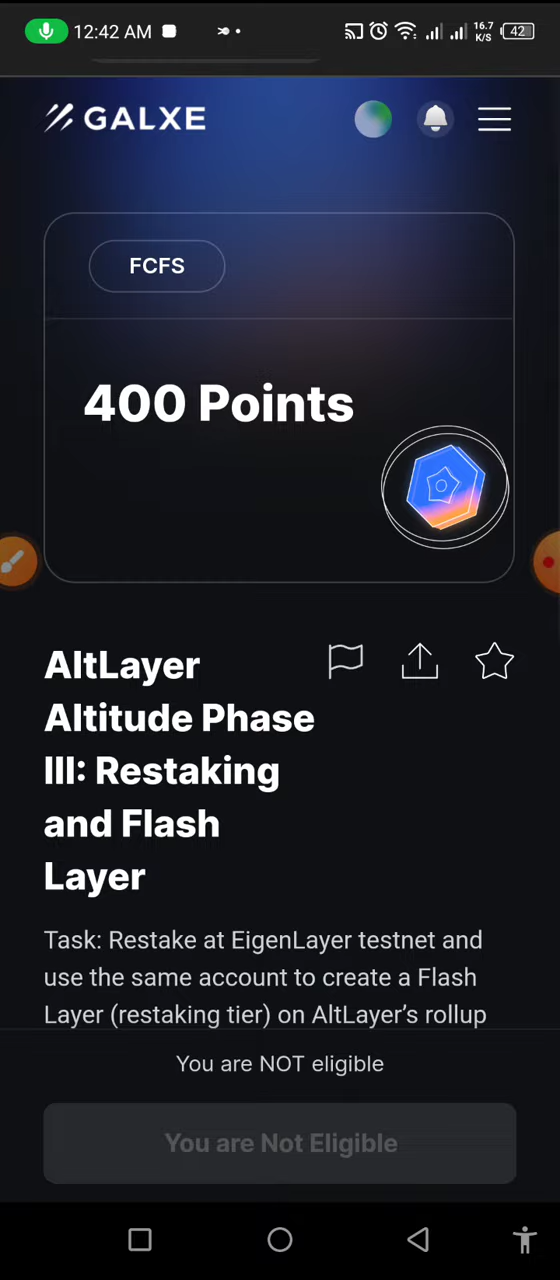 12:42 AM
16.7
K/S
42
GALXE
FCFS
400 Points
AltLayer
Altitude Phase
III: Restaking
and Flash
Layer
Task: Restake at EigenLayer testnet and
use the same account to create a Flash
Layer (restaking tier) on AltLayer’s rollup
You are NOT eligible
You are Not Eligible